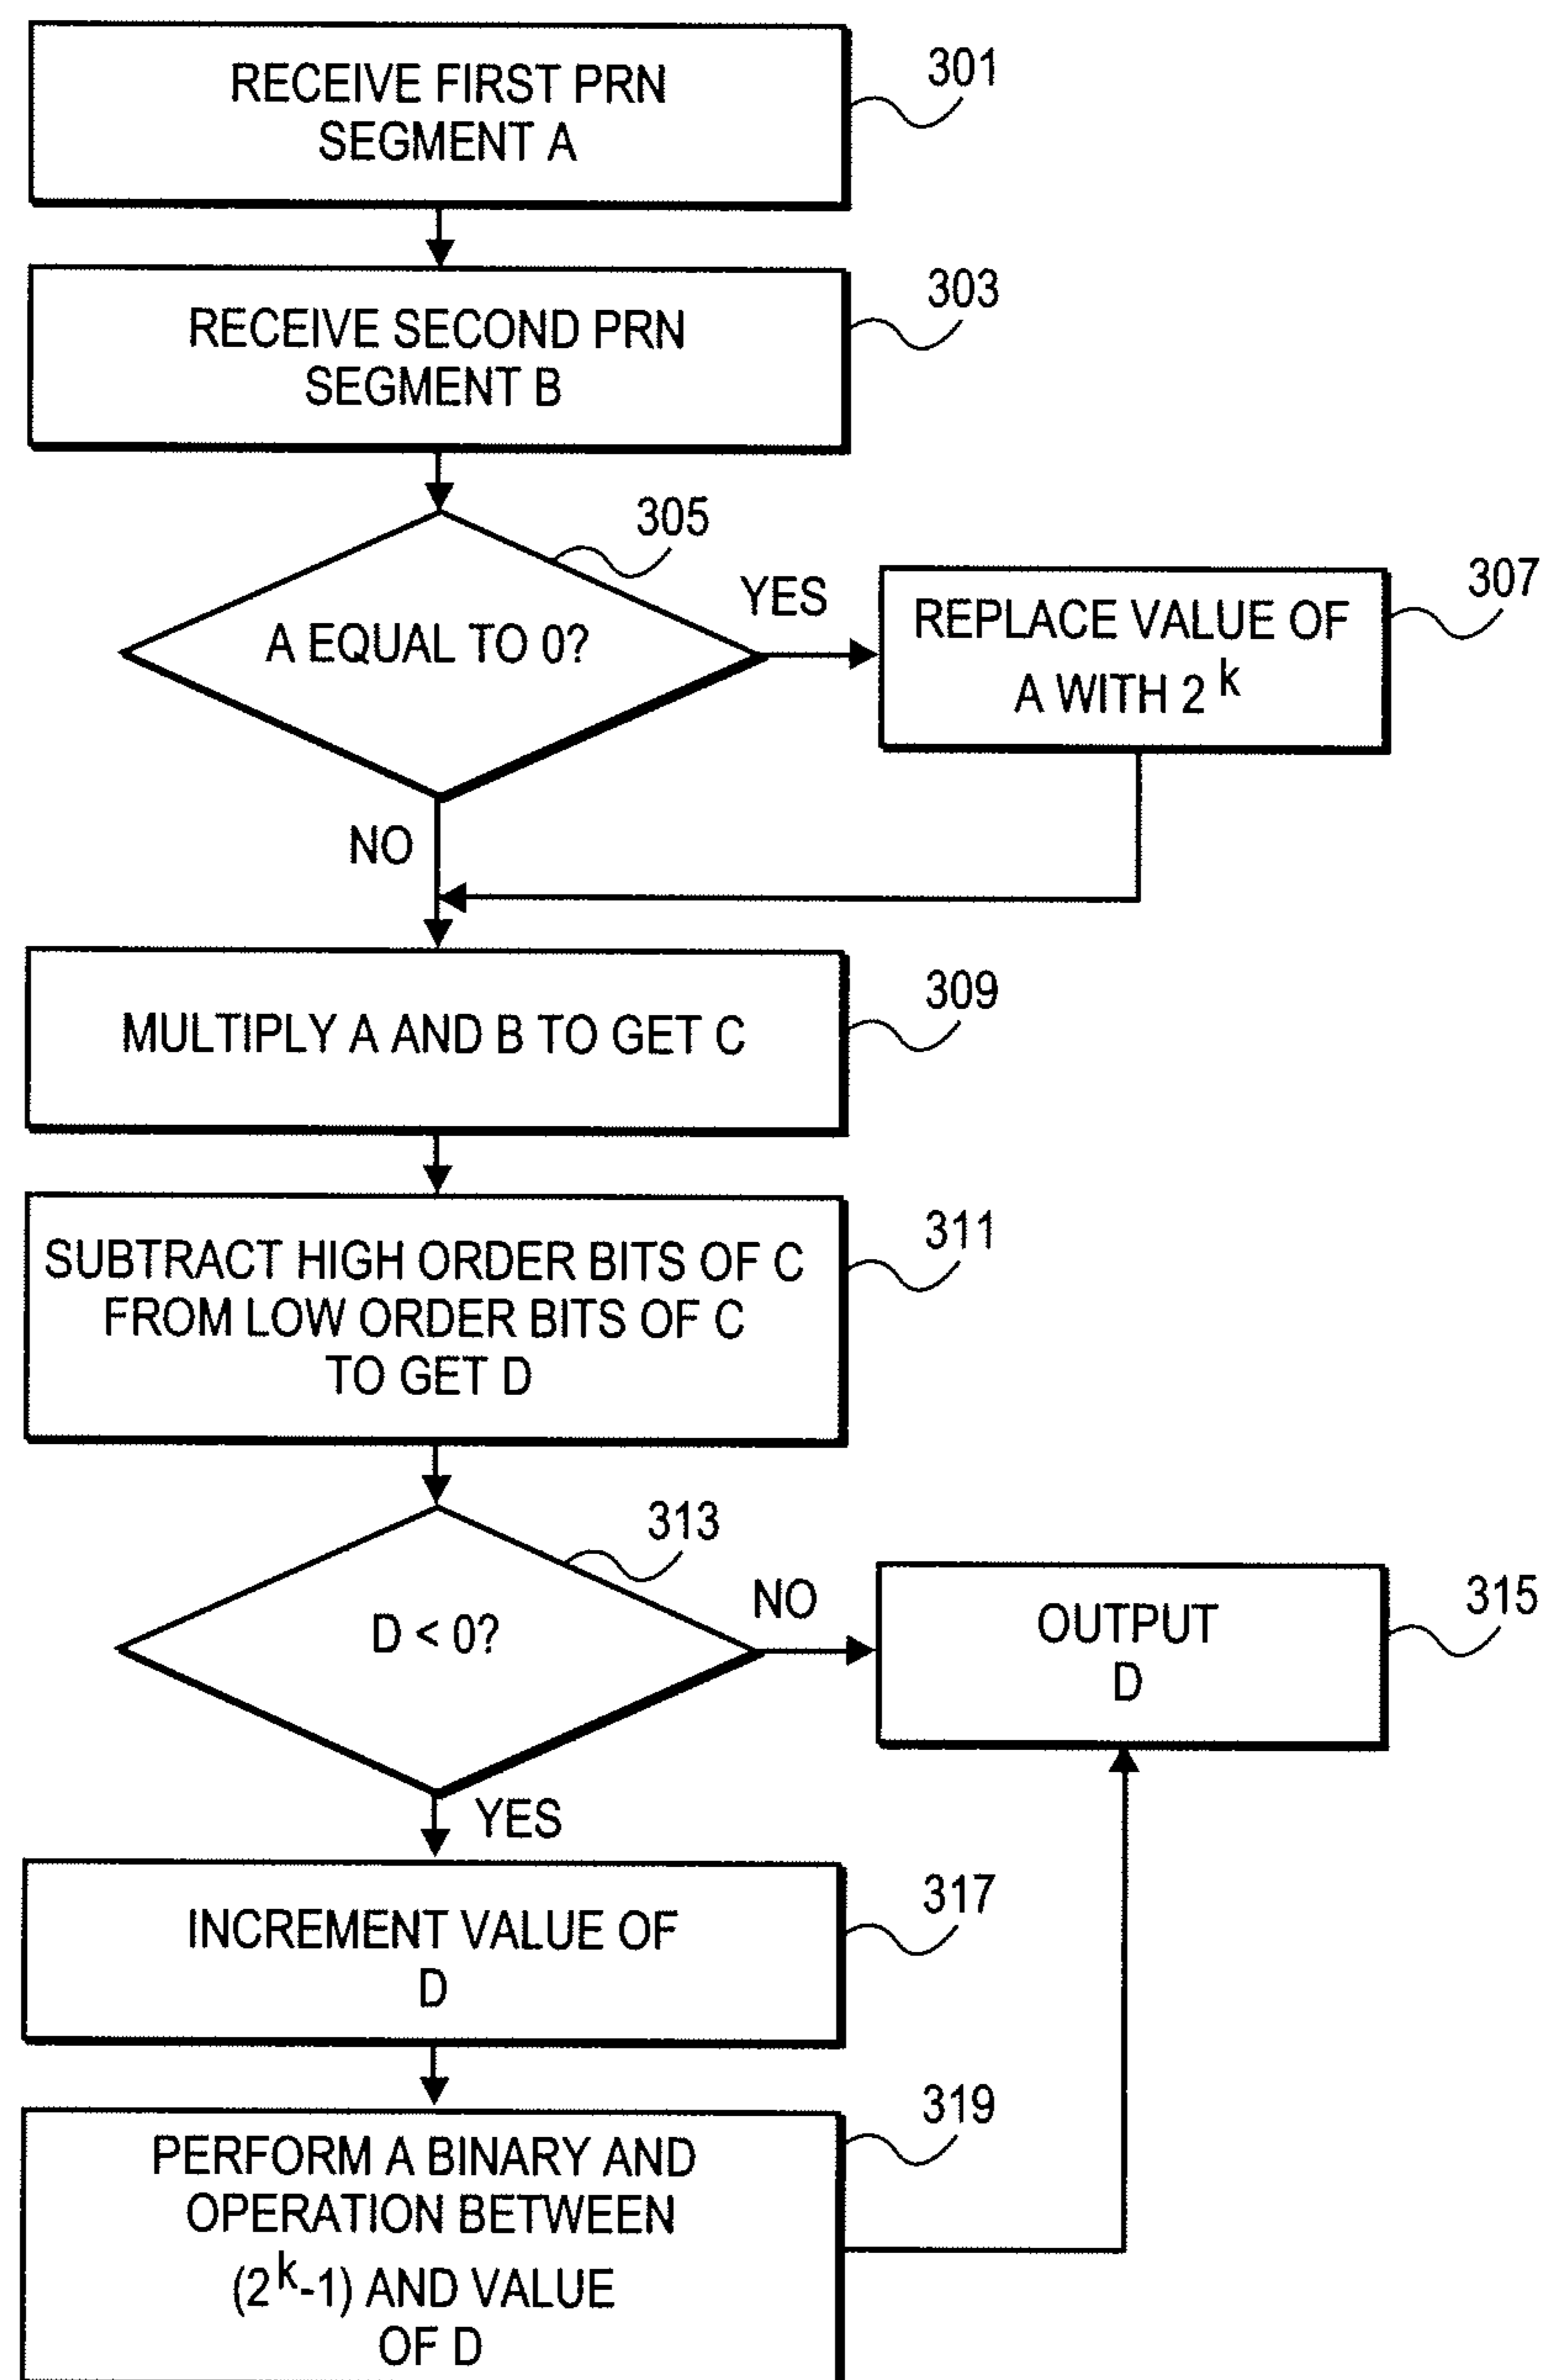 RECEIVE FIRST PRN
SEGMENT A
301
RECEIVE SECOND PRN
SEGMENT B
303
305
A EQUAL TO 0?
YES
REPLACE VALUE OF
A WITH 2^k
307
NO
MULTIPLY A AND B TO GET C
309
SUBTRACT HIGH ORDER BITS OF C
FROM LOW ORDER BITS OF C
TO GET D
311
313
D < 0?
NO
OUTPUT
D
315
YES
INCREMENT VALUE OF
D
317
PERFORM A BINARY AND
OPERATION BETWEEN
(2^k-1) AND VALUE
OF D
319